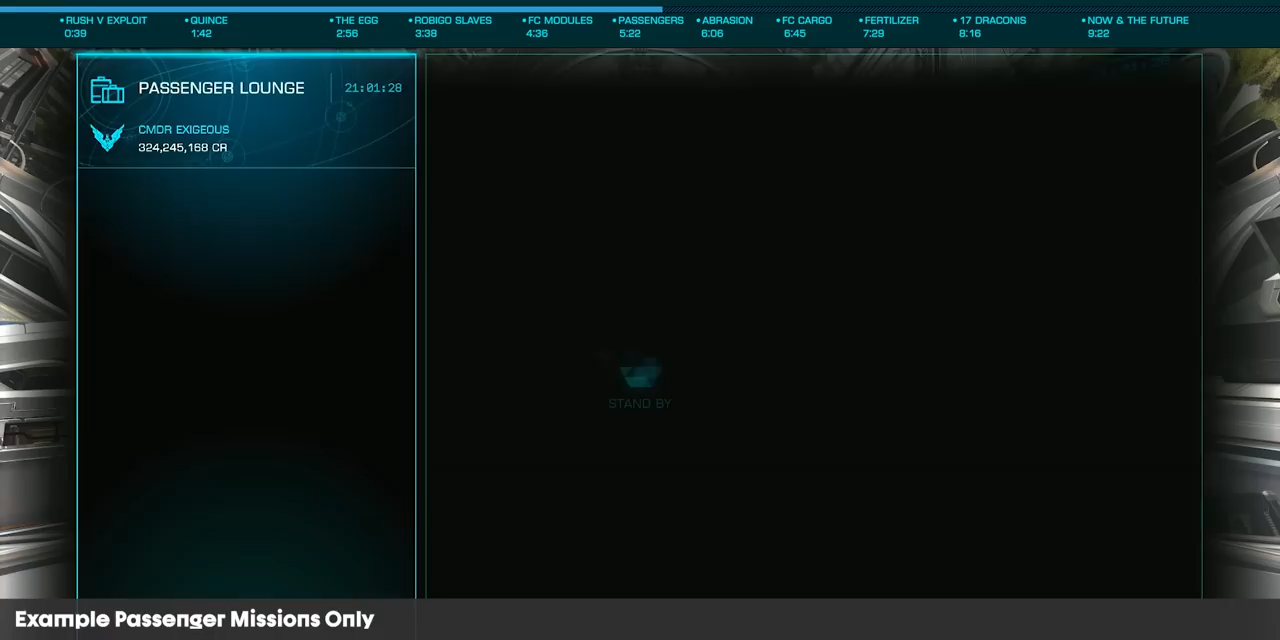 • RUSH V EXPLOIT • QUINCE • THE EGG • ROBIGO SLAVES • FC MODULES • PASSENGERS • ABRASION • FC CARGO • FERTILIZER • 17 DRACONIS • NOW & THE FUTURE
0:39 1:42 2:56 3:38 4:36 5:22 6:06 6:45 7:29 8:16 9:22
PASSENGER LOUNGE 21:01:28
CMDR EXIGEOUS
324,245,168 CR
STAND BY
Example Passenger Missions Only